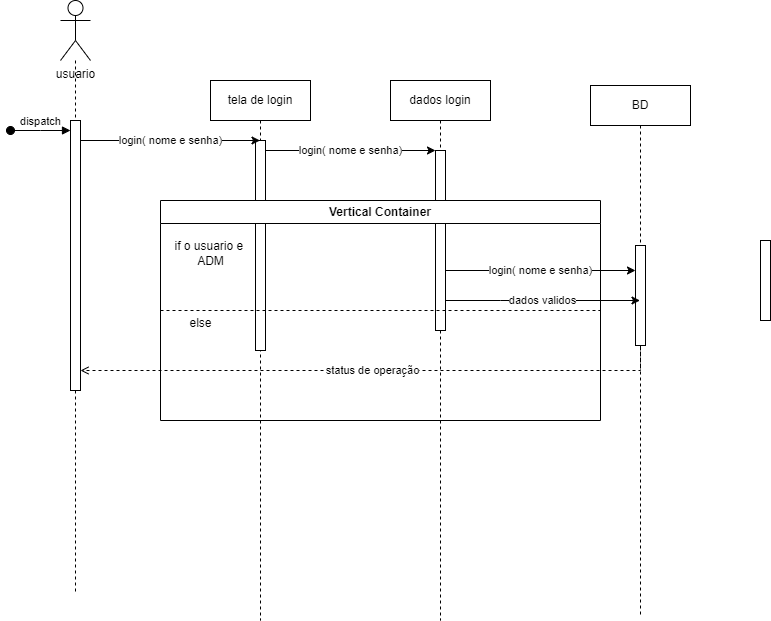 usuario
tela de login
dados login
BD
dispatch
login( nome e senha)
login( nome e senha)
Vertical Container
if o usuario e
ADM
login( nome e senha)
dados validos
else
status de operação